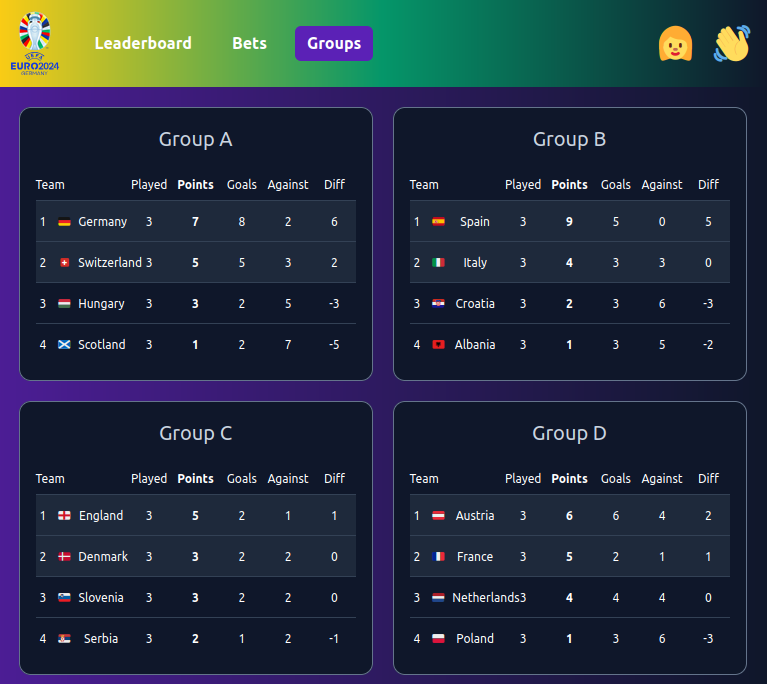 UEFA
EURO2024
GERMANY
Leaderboard Bets Groups
Group A
Team Played Points Goals Against Diff
1 Germany 3 7 8 2 6
2 Switzerland 3 5 5 3 2
3 Hungary 3 3 2 5 -3
4 Scotland 3 1 2 7 -5
Group B
Team Played Points Goals Against Diff
1 Spain 3 9 5 0 5
2 Italy 3 4 3 3 0
3 Croatia 3 2 3 6 -3
4 Albania 3 1 3 5 -2
Group C
Team Played Points Goals Against Diff
1 England 3 5 2 1 1
2 Denmark 3 3 2 2 0
3 Slovenia 3 3 2 2 0
4 Serbia 3 2 1 2 -1
Group D
Team Played Points Goals Against Diff
1 Austria 3 6 6 4 2
2 France 3 5 2 1 1
3 Netherlands 3 4 4 4 0
4 Poland 3 1 3 6 -3